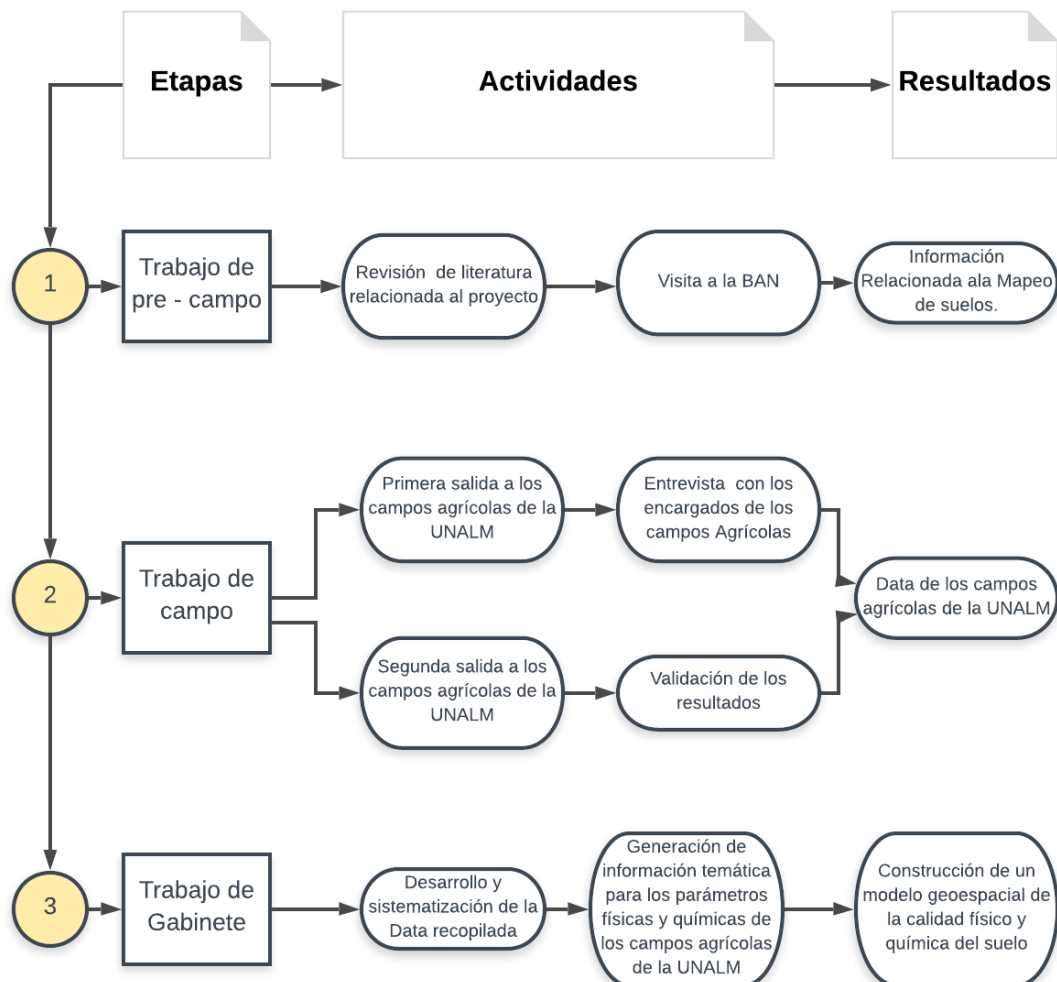 Etapas
Actividades
Resultados
1
Trabajo de
pre - campo
Revisión de literatura
relacionada al proyecto
Visita a la BAN
Información
Relacionada ala Mapeo
de suelos.
2
Trabajo de
campo
Primera salida a los
campos agrícolas de la
UNALM
Entrevista con los
encargados de los
campos Agrícolas
Segunda salida a los
campos agrícolas de la
UNALM
Validación de los
resultados
Data de los campos
agrícolas de la UNALM
3
Trabajo de
Gabinete
Desarrollo y
sistematización de la
Data recopilada
Generación de
información temática
para los parámetros
físicas y químicas de
los campos agrícolas
de la UNALM
Construcción de un
modelo geoespacial de
la calidad físico y
química del suelo